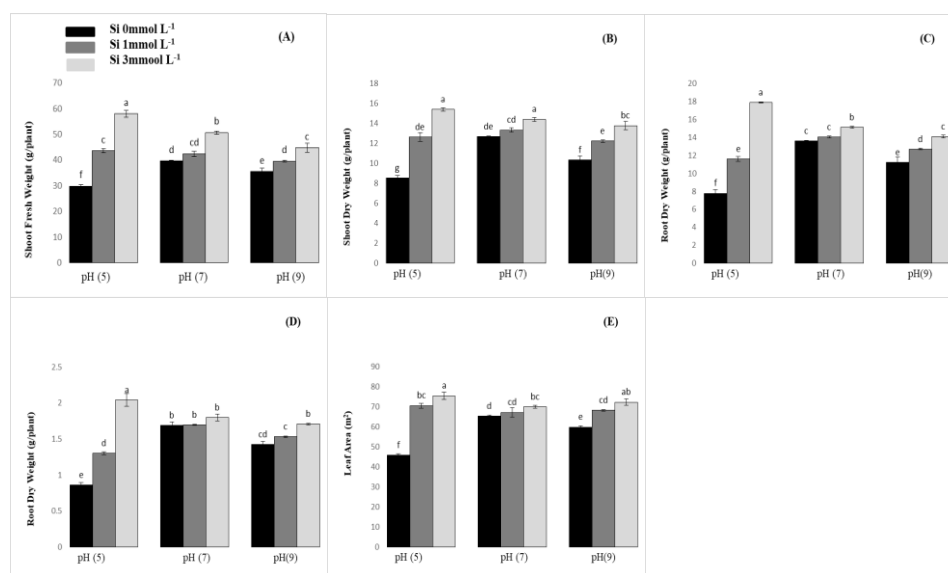 Si 0mmol L⁻¹
Si 1mmol L⁻¹
Si 3mmool L⁻¹
(A)
Shoot Fresh Weight (g/plant)
70
60
50
40
30
20
10
0
f
c
a
d
cd
b
e
d
c
pH (5)
pH (7)
pH(9)
(B)
Shoot Dry Weight (g/plant)
18
16
14
12
10
8
6
4
2
0
g
de
a
de
cd
a
f
e
bc
pH (5)
pH (7)
pH(9)
(C)
Root Dry Weight (g/plant)
20
18
16
14
12
10
8
6
4
2
0
f
e
a
c
c
b
e
d
c
pH (5)
pH (7)
pH(9)
(D)
Root Dry Weight (g/plant)
2.5
2
1.5
1
0.5
0
e
d
a
b
b
b
cd
c
b
pH (5)
pH (7)
pH(9)
(E)
Leaf Area (m²)
90
80
70
60
50
40
30
20
10
0
f
bc
a
d
cd
bc
e
cd
ab
pH (5)
pH (7)
pH(9)